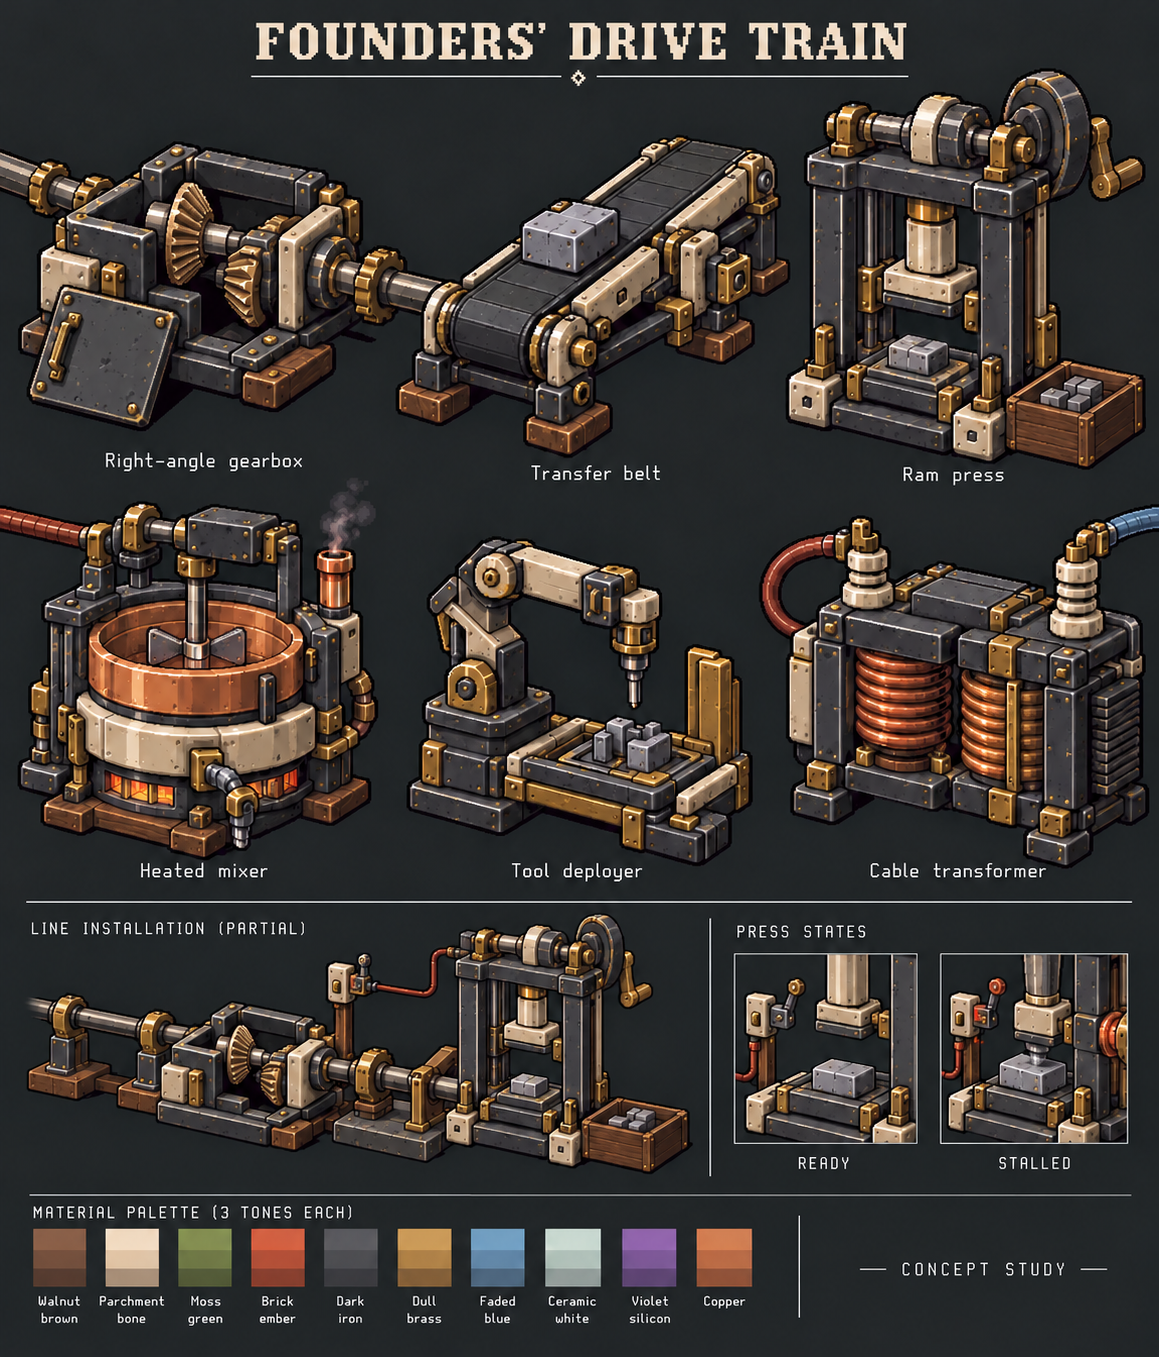 FOUNDERS' DRIVE TRAIN
Right-angle gearbox
Transfer belt
Ram press
Heated mixer
Tool deployer
Cable transformer
LINE INSTALLATION (PARTIAL)
PRESS STATES
READY
STALLED
MATERIAL PALETTE (3 TONES EACH)
Walnut
brown
Parchment
bone
Moss
green
Brick
ember
Dark
iron
Dull
brass
Faded
blue
Ceramic
white
Violet
silicon
Copper
CONCEPT STUDY